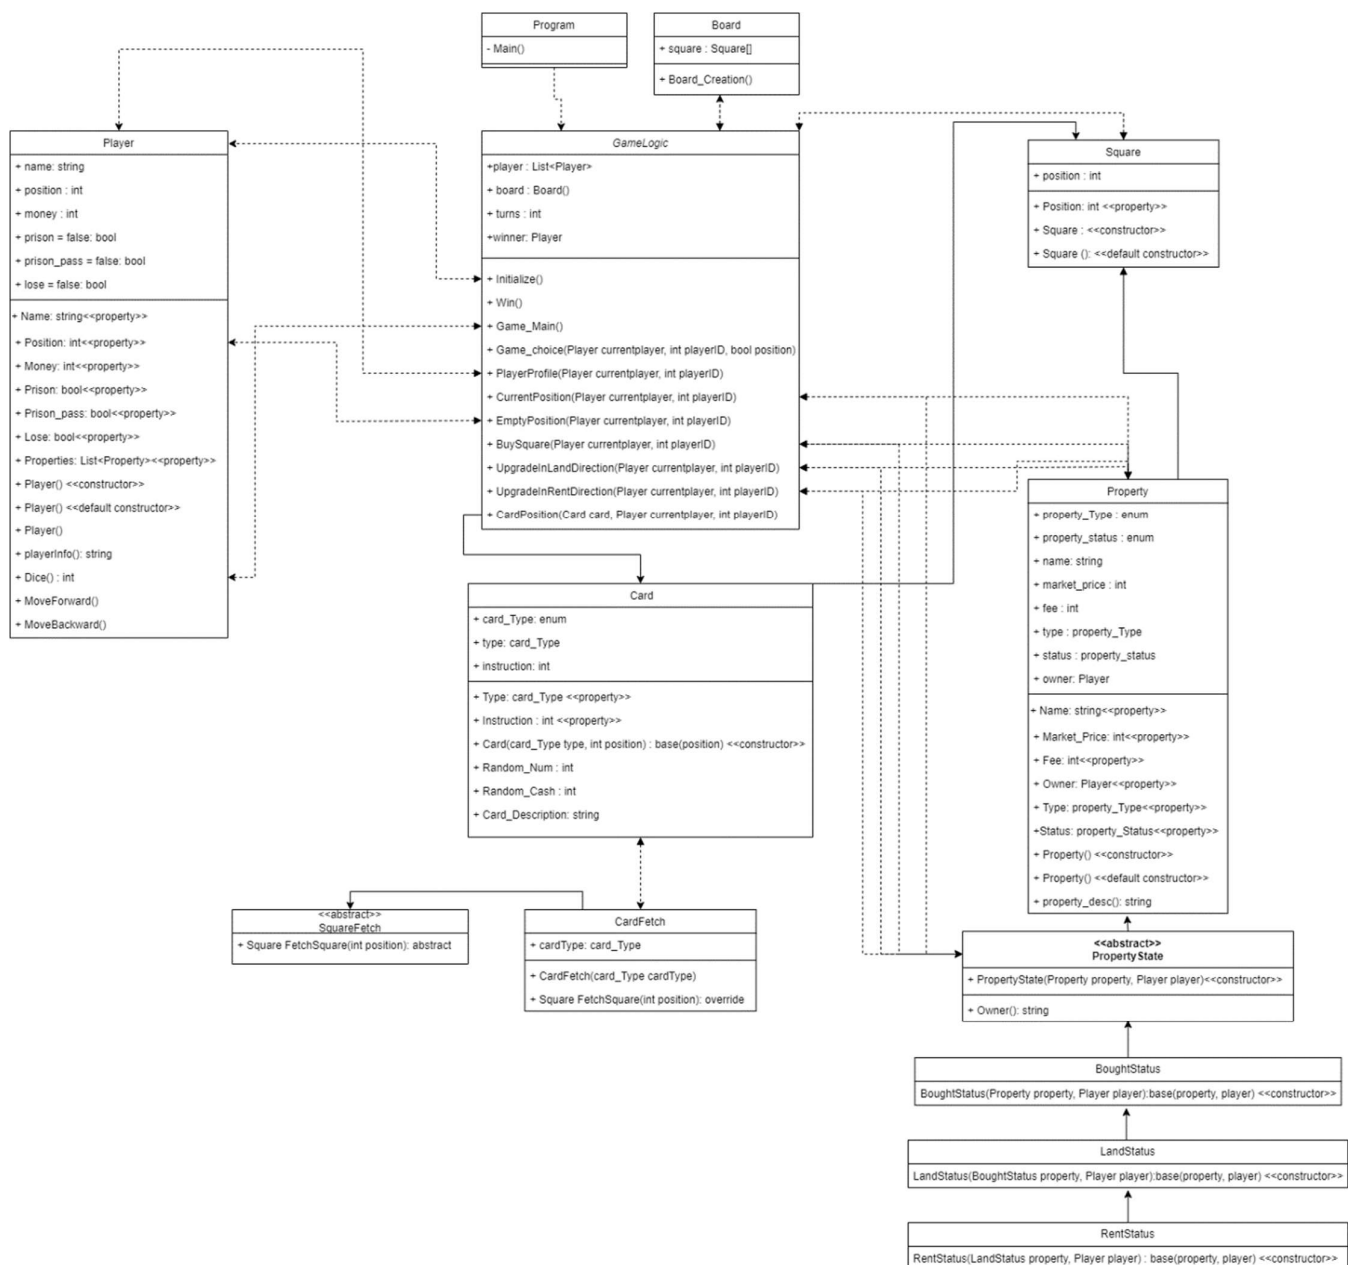 Program
- Main()
Board
+ square : Square[]
+ Board_Creation()
Player
+ name: string
+ position : int
+ money : int
+ prison = false: bool
+ prison_pass = false: bool
+ lose = false: bool
+ Name: string<<property>>
+ Position: int<<property>>
+ Money: int<<property>>
+ Prison: bool<<property>>
+ Prison_pass: bool<<property>>
+ Lose: bool<<property>>
+ Properties: List<Property><<property>>
+ Player() <<constructor>>
+ Player() <<default constructor>>
+ Player()
+ playerInfo(): string
+ Dice() : int
+ MoveForward()
+ MoveBackward()
GameLogic
+player : List<Player>
+ board : Board()
+ turns : int
+winner: Player
+ Initialize()
+ Win()
+ Game_Main()
+ Game_choice(Player currentplayer, int playerID, bool position)
+ PlayerProfile(Player currentplayer, int playerID)
+ CurrentPosition(Player currentplayer, int playerID)
+ EmptyPosition(Player currentplayer, int playerID)
+ BuySquare(Player currentplayer, int playerID)
+ UpgradeInLandDirection(Player currentplayer, int playerID)
+ UpgradeInRentDirection(Player currentplayer, int playerID)
+ CardPosition(Card card, Player currentplayer, int playerID)
Square
+ position : int
+ Position: int <<property>>
+ Square : <<constructor>>
+ Square (): <<default constructor>>
Property
+ property_Type : enum
+ property_status : enum
+ name: string
+ market_price : int
+ fee : int
+ type : property_Type
+ status : property_status
+ owner: Player
+ Name: string<<property>>
+ Market_Price: int<<property>>
+ Fee: int<<property>>
+ Owner: Player<<property>>
+ Type: property_Type<<property>>
+Status: property_Status<<property>>
+ Property() <<constructor>>
+ Property() <<default constructor>>
+ property_desc(): string
Card
+ card_Type: enum
+ type: card_Type
+ instruction: int
+ Type: card_Type <<property>>
+ Instruction : int <<property>>
+ Card(card_Type type, int position) : base(position) <<constructor>>
+ Random_Num : int
+ Random_Cash : int
+ Card_Description: string
<<abstract>>
SquareFetch
+ Square FetchSquare(int position): abstract
CardFetch
+ cardType: card_Type
+ CardFetch(card_Type cardType)
+ Square FetchSquare(int position): override
<<abstract>>
PropertyState
+ PropertyState(Property property, Player player)<<constructor>>
+ Owner(): string
BoughtStatus
BoughtStatus(Property property, Player player):base(property, player) <<constructor>>
LandStatus
LandStatus(BoughtStatus property, Player player):base(property, player) <<constructor>>
RentStatus
RentStatus(LandStatus property, Player player) : base(property, player) <<constructor>>